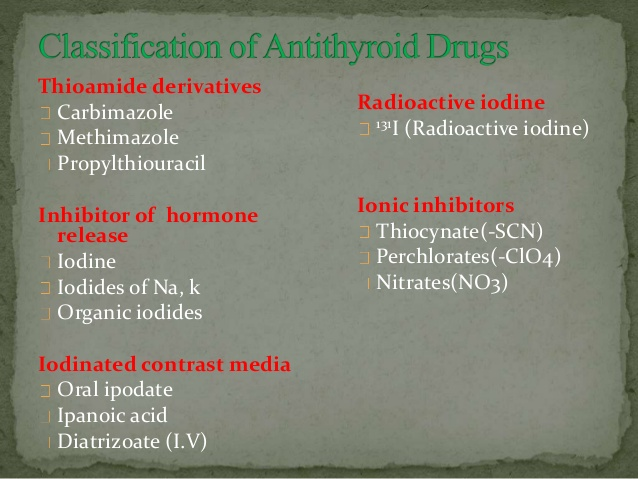 Classification of Antithyroid Drugs
Thioamide derivatives
Carbimazole
Methimazole
Propylthiouracil
Inhibitor of hormone
release
Iodine
Iodides of Na, k
Organic iodides
Iodinated contrast media
Oral ipodate
Ipanoic acid
Diatrizoate (I.V)
Radioactive iodine
¹³¹I (Radioactive iodine)
Ionic inhibitors
Thiocynate(-SCN)
Perchlorates(-ClO4)
Nitrates(NO3)